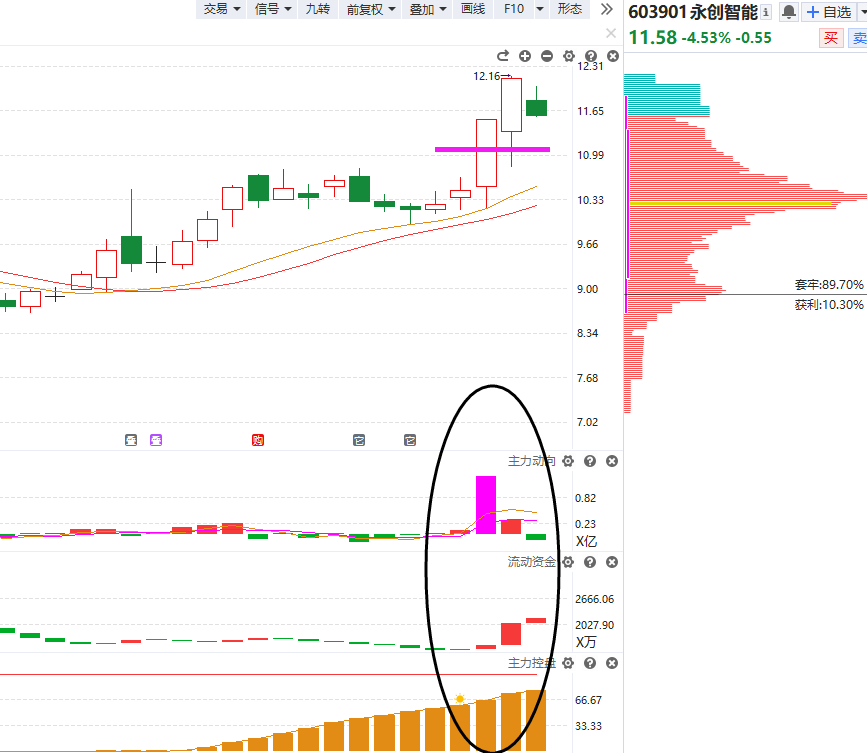 交易 信号 九转 前复权 叠加 画线 F10 形态
603901 永创智能
自选
11.58 -4.53% -0.55
买 卖
12.31
12.16
11.65
10.99
10.33
9.66
9.00
8.34
7.68
7.02
套牢:89.70%
获利:10.30%
购
主力动向
0.82
0.23
X亿
流动资金
2666.06
2027.90
X万
主力控盘
66.67
33.33